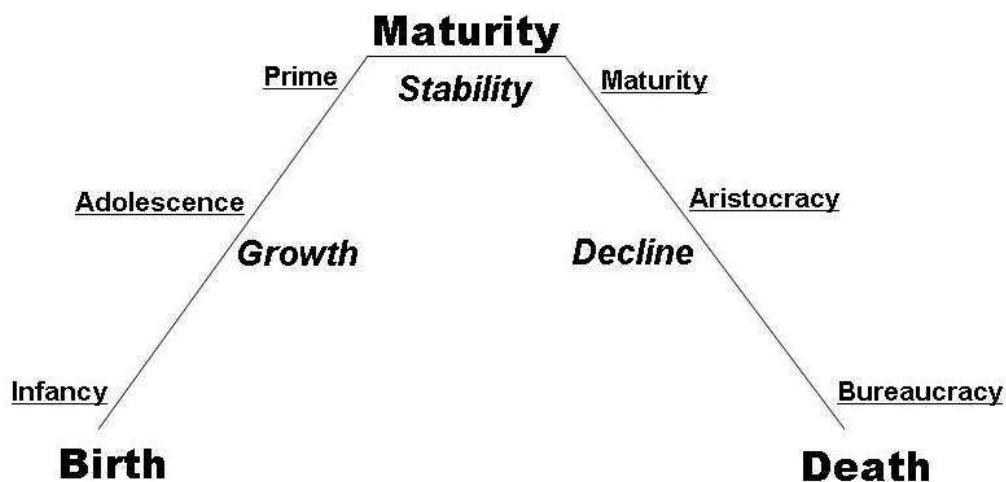 Maturity
Prime
Stability
Maturity
Adolescence
Aristocracy
Growth
Decline
Infancy
Bureaucracy
Birth
Death